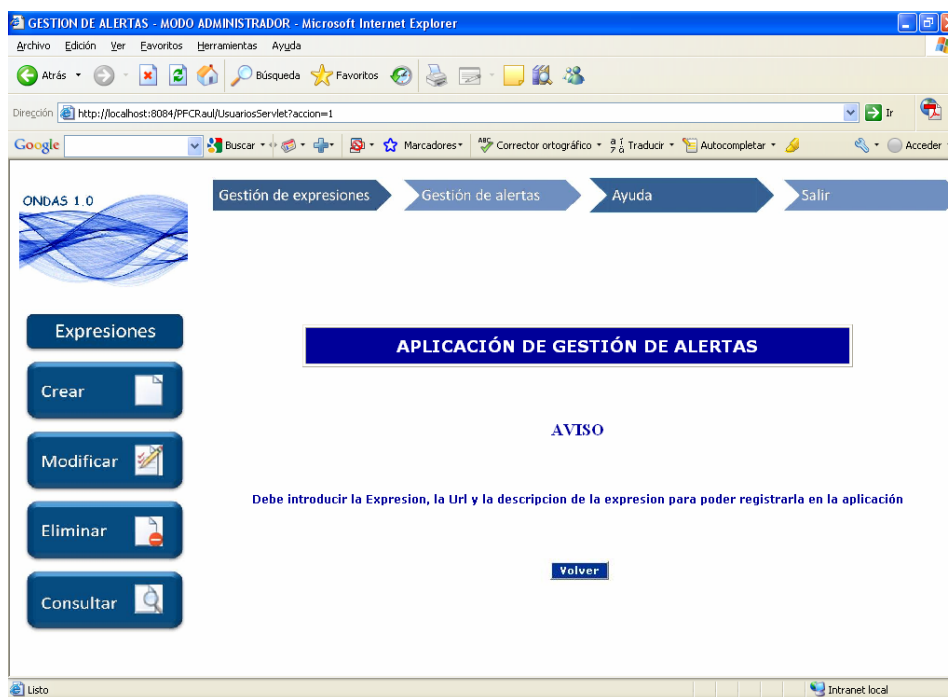 GESTION DE ALERTAS - MODO ADMINISTRADOR - Microsoft Internet Explorer
Archivo Edición Ver Favoritos Herramientas Ayuda
Atrás Búsqueda Favoritos
Dirección http://localhost:8084/PFCRaul/UsuariosServlet?accion=1 Ir
Google Buscar Marcadores ABC Corrector ortográfico Traducir Autocompletar Acceder
ONDAS 1.0
Gestión de expresiones Gestión de alertas Ayuda Salir
Expresiones
Crear
Modificar
Eliminar
Consultar
APLICACIÓN DE GESTIÓN DE ALERTAS
AVISO
Debe introducir la Expresion, la Url y la descripcion de la expresion para poder registrarla en la aplicación
Volver
Listo Intranet local